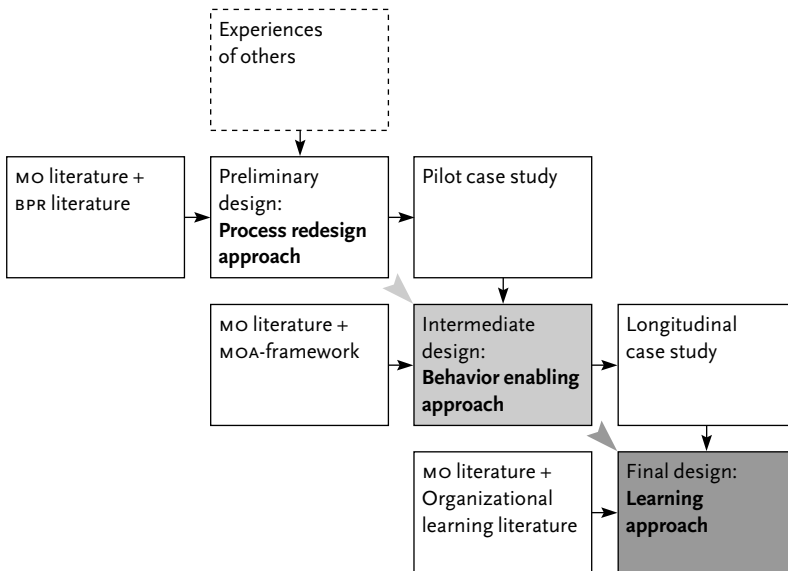 Experiences
of others
MO literature +
BPR literature
Preliminary
design:
Process redesign
approach
Pilot case study
MO literature +
MOA-framework
Intermediate
design:
Behavior enabling
approach
Longitudinal
case study
MO literature +
Organizational
learning literature
Final design:
Learning
approach